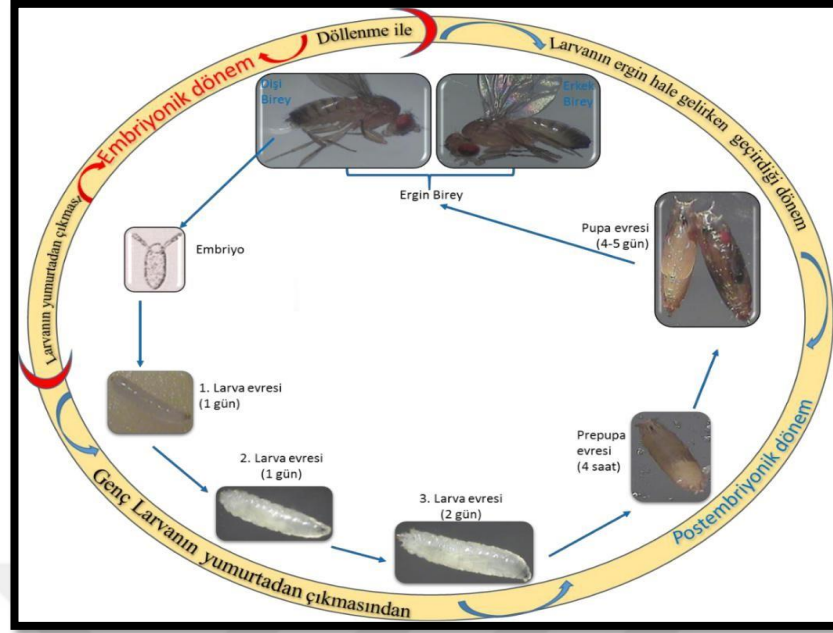 Döllenme ile
Embriyonik dönem
Larvanın yumurtadan çıkmas
Larvanın ergin hale gelirken geçirdiği dönem
Postembriyonik dönem
Genç Larvanın yumurtadan çıkmasından
Dişi
Birey
Erkek
Birey
Ergin Birey
Embriyo
1. Larva evresi
(1 gün)
2. Larva evresi
(1 gün)
3. Larva evresi
(2 gün)
Prepupa
evresi
(4 saat)
Pupa evresi
(4-5 gün)